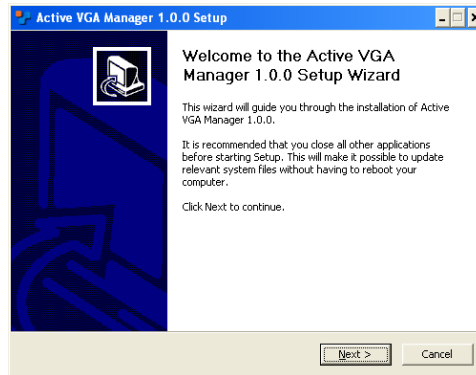 Active VGA Manager 1.0.0 Setup
Welcome to the Active VGA
Manager 1.0.0 Setup Wizard
This wizard will guide you through the installation of Active
VGA Manager 1.0.0.
It is recommended that you close all other applications
before starting Setup. This will make it possible to update
relevant system files without having to reboot your
computer.
Click Next to continue.
Next >
Cancel